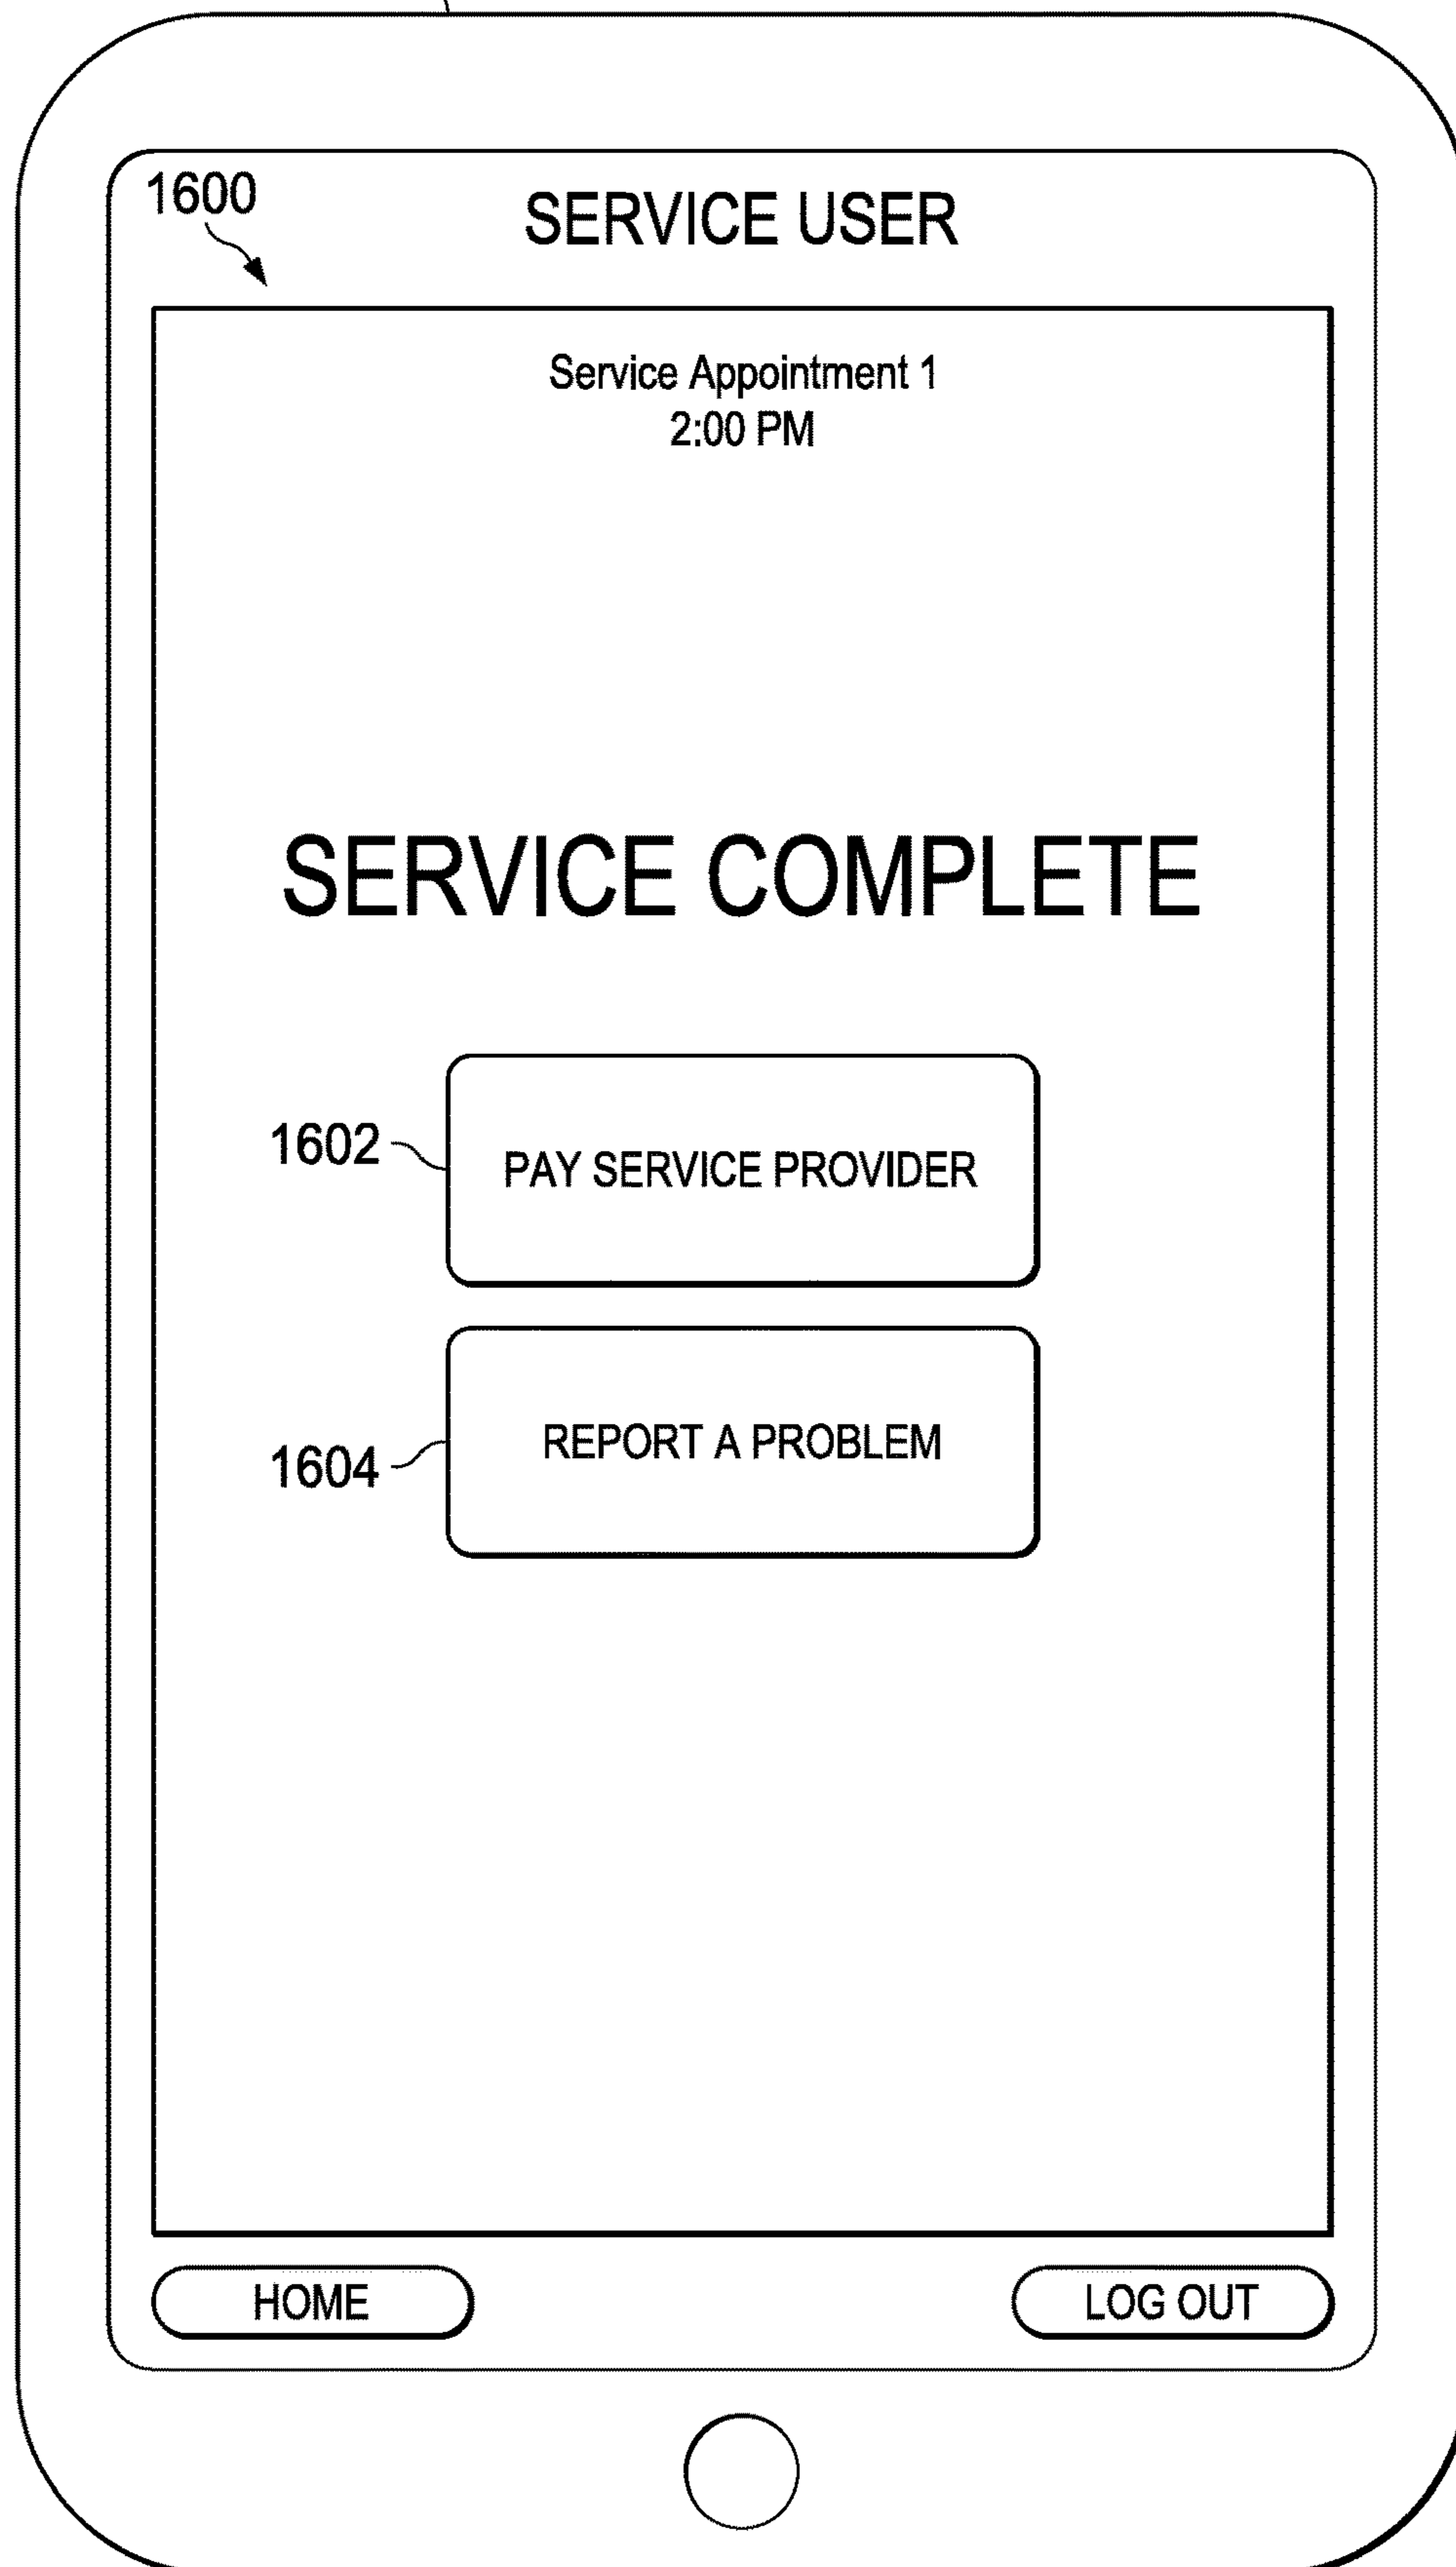 1600
SERVICE USER
Service Appointment 1
2:00 PM
SERVICE COMPLETE
1602
PAY SERVICE PROVIDER
1604
REPORT A PROBLEM
HOME
LOG OUT